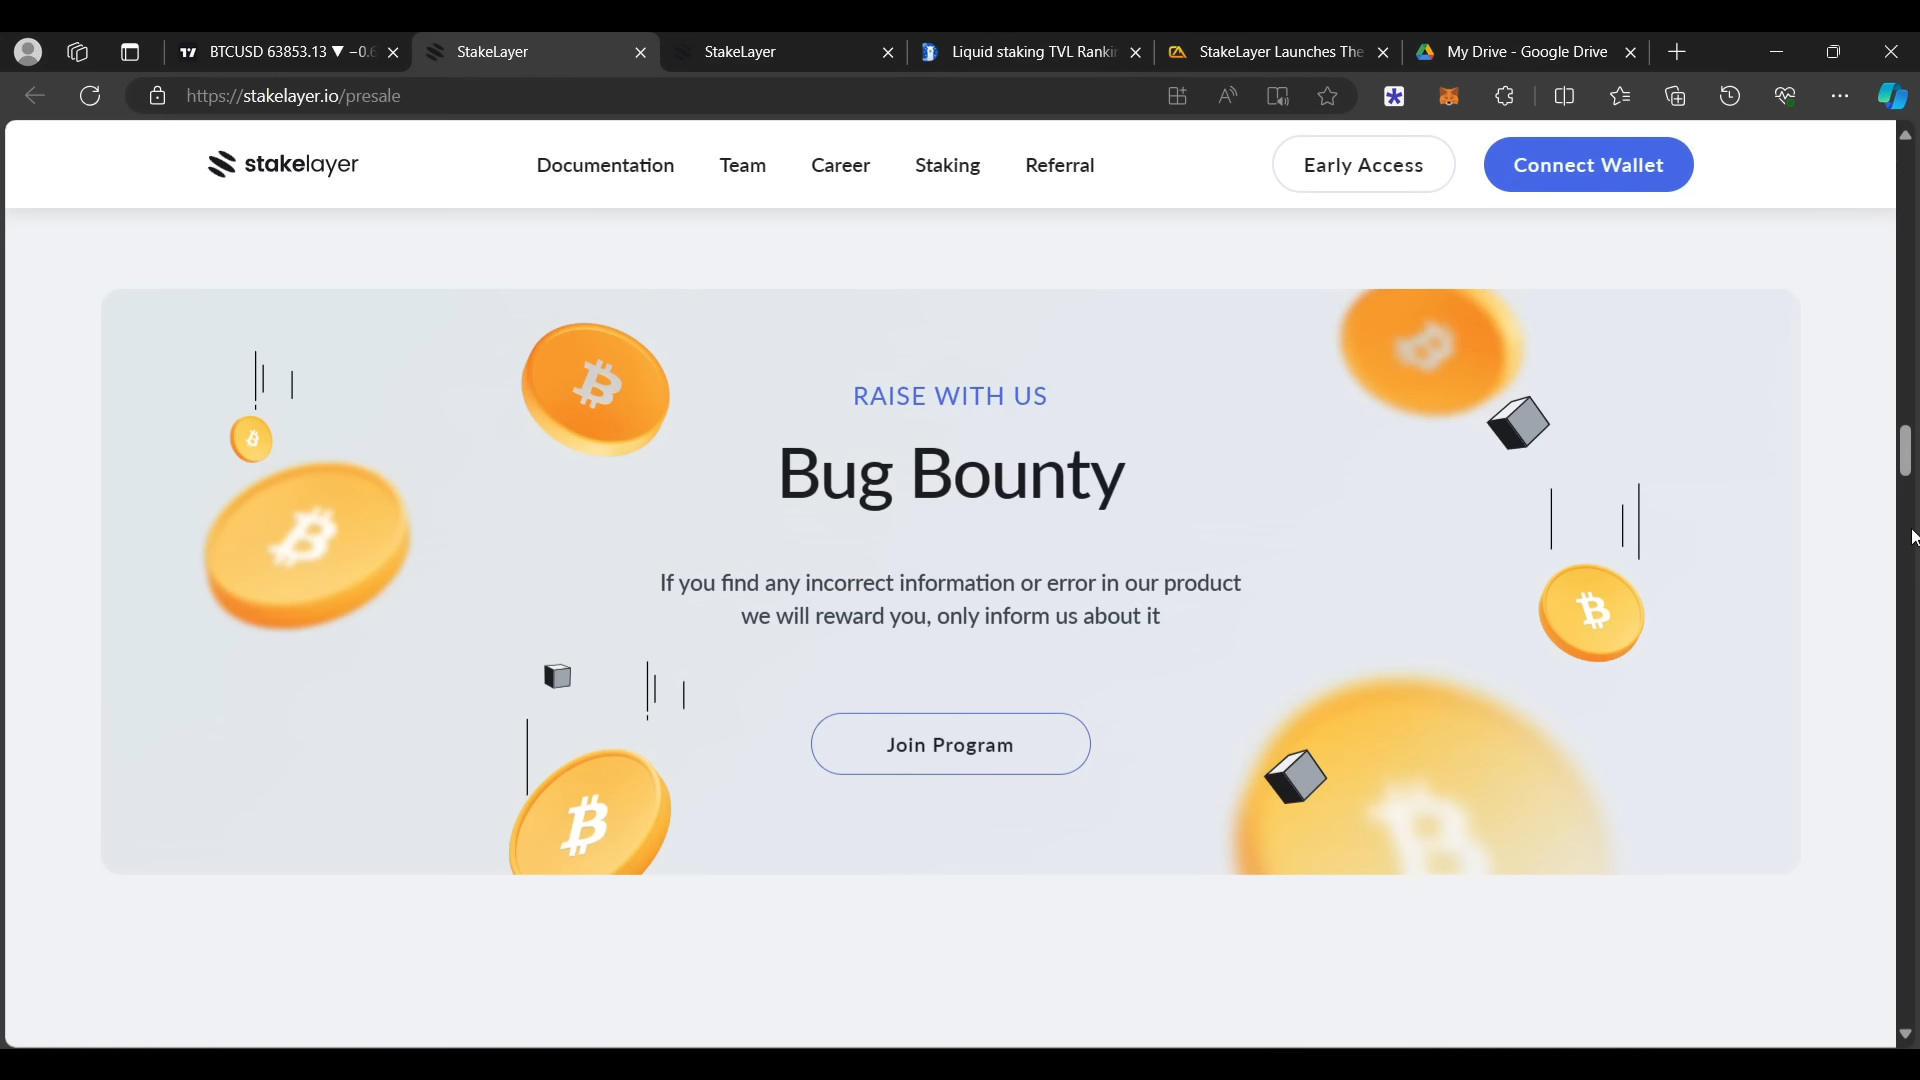 BTCUSD 63853.13 ▼ −0.6
StakeLayer
StakeLayer
Liquid staking TVL Rankin
StakeLayer Launches The
My Drive - Google Drive
https://stakelayer.io/presale
stakelayer
Documentation
Team
Career
Staking
Referral
Early Access
Connect Wallet
RAISE WITH US
Bug Bounty
If you find any incorrect information or error in our product
we will reward you, only inform us about it
Join Program